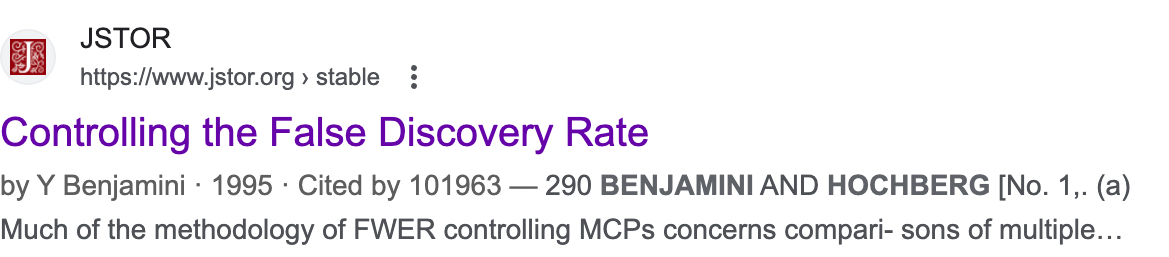 JSTOR
https://www.jstor.org › stable
Controlling the False Discovery Rate
by Y Benjamini · 1995 · Cited by 101963 — 290 BENJAMINI AND HOCHBERG [No. 1,. (a)
Much of the methodology of FWER controlling MCPs concerns compari- sons of multiple…